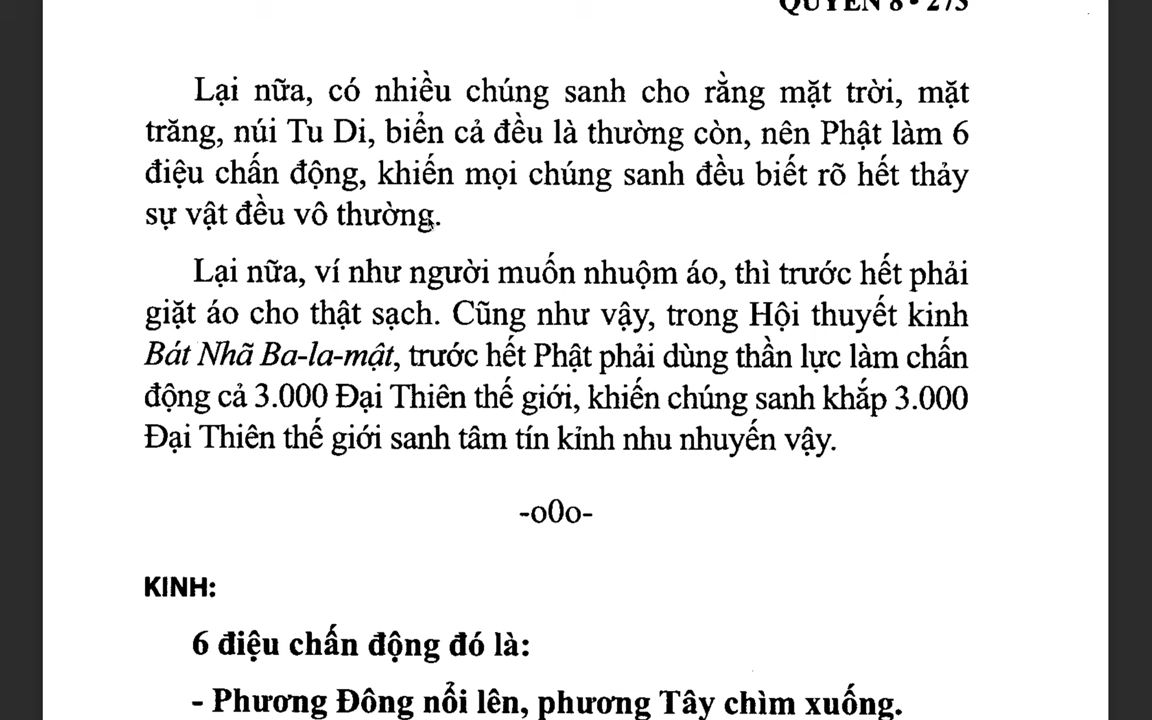 QUYỂN 8 • 273
Lại nữa, có nhiều chúng sanh cho rằng mặt trời, mặt
trăng, núi Tu Di, biển cả đều là thường còn, nên Phật làm 6
điệu chấn động, khiến mọi chúng sanh đều biết rõ hết thảy
sự vật đều vô thường.
Lại nữa, ví như người muốn nhuộm áo, thì trước hết phải
giặt áo cho thật sạch. Cũng như vậy, trong Hội thuyết kinh
Bát Nhã Ba-la-mật, trước hết Phật phải dùng thần lực làm chấn
động cả 3.000 Đại Thiên thế giới, khiến chúng sanh khắp 3.000
Đại Thiên thế giới sanh tâm tín kỉnh nhu nhuyến vậy.
-o0o-
KINH:
6 điệu chấn động đó là:
- Phương Đông nổi lên, phương Tây chìm xuống.